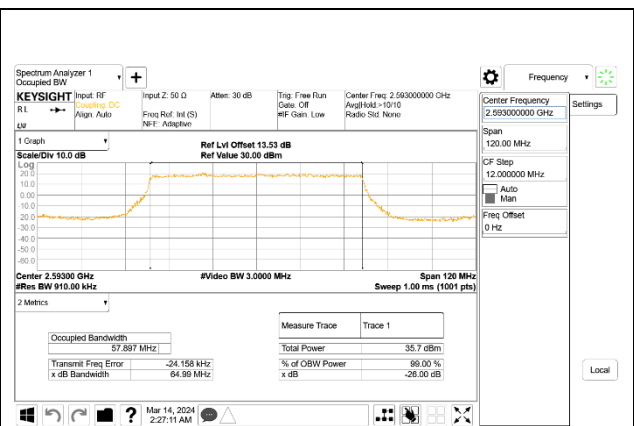 Spectrum Analyzer 1
Occupied BW
+
Frequency
KEYSIGHT
R L
Input: RF
Coupling: DC
Align: Auto
Input Z: 50 Ω
Freq Ref: Int (S)
NFE: Adaptive
Atten: 30 dB
Trig: Free Run
Gate: Off
#IF Gain: Low
Center Freq: 2.593000000 GHz
Avg|Hold:>10/10
Radio Std: None
Center Frequency
2.593000000 GHz
Settings
Span
120.00 MHz
CF Step
12.000000 MHz
Auto
Man
Freq Offset
0 Hz
1 Graph
Scale/Div 10.0 dB
Ref Lvl Offset 13.53 dB
Ref Value 30.00 dBm
Log
20.0
10.0
0.00
-10.0
-20.0
-30.0
-40.0
-50.0
-60.0
Center 2.59300 GHz
#Res BW 910.00 kHz
#Video BW 3.0000 MHz
Span 120 MHz
Sweep 1.00 ms (1001 pts)
2 Metrics
Measure Trace Trace 1
Occupied Bandwidth
57.897 MHz
Total Power 35.7 dBm
Transmit Freq Error -24.158 kHz
% of OBW Power 99.00 %
x dB Bandwidth 64.99 MHz
x dB -26.00 dB
Local
?
Mar 14, 2024
2:27:11 AM